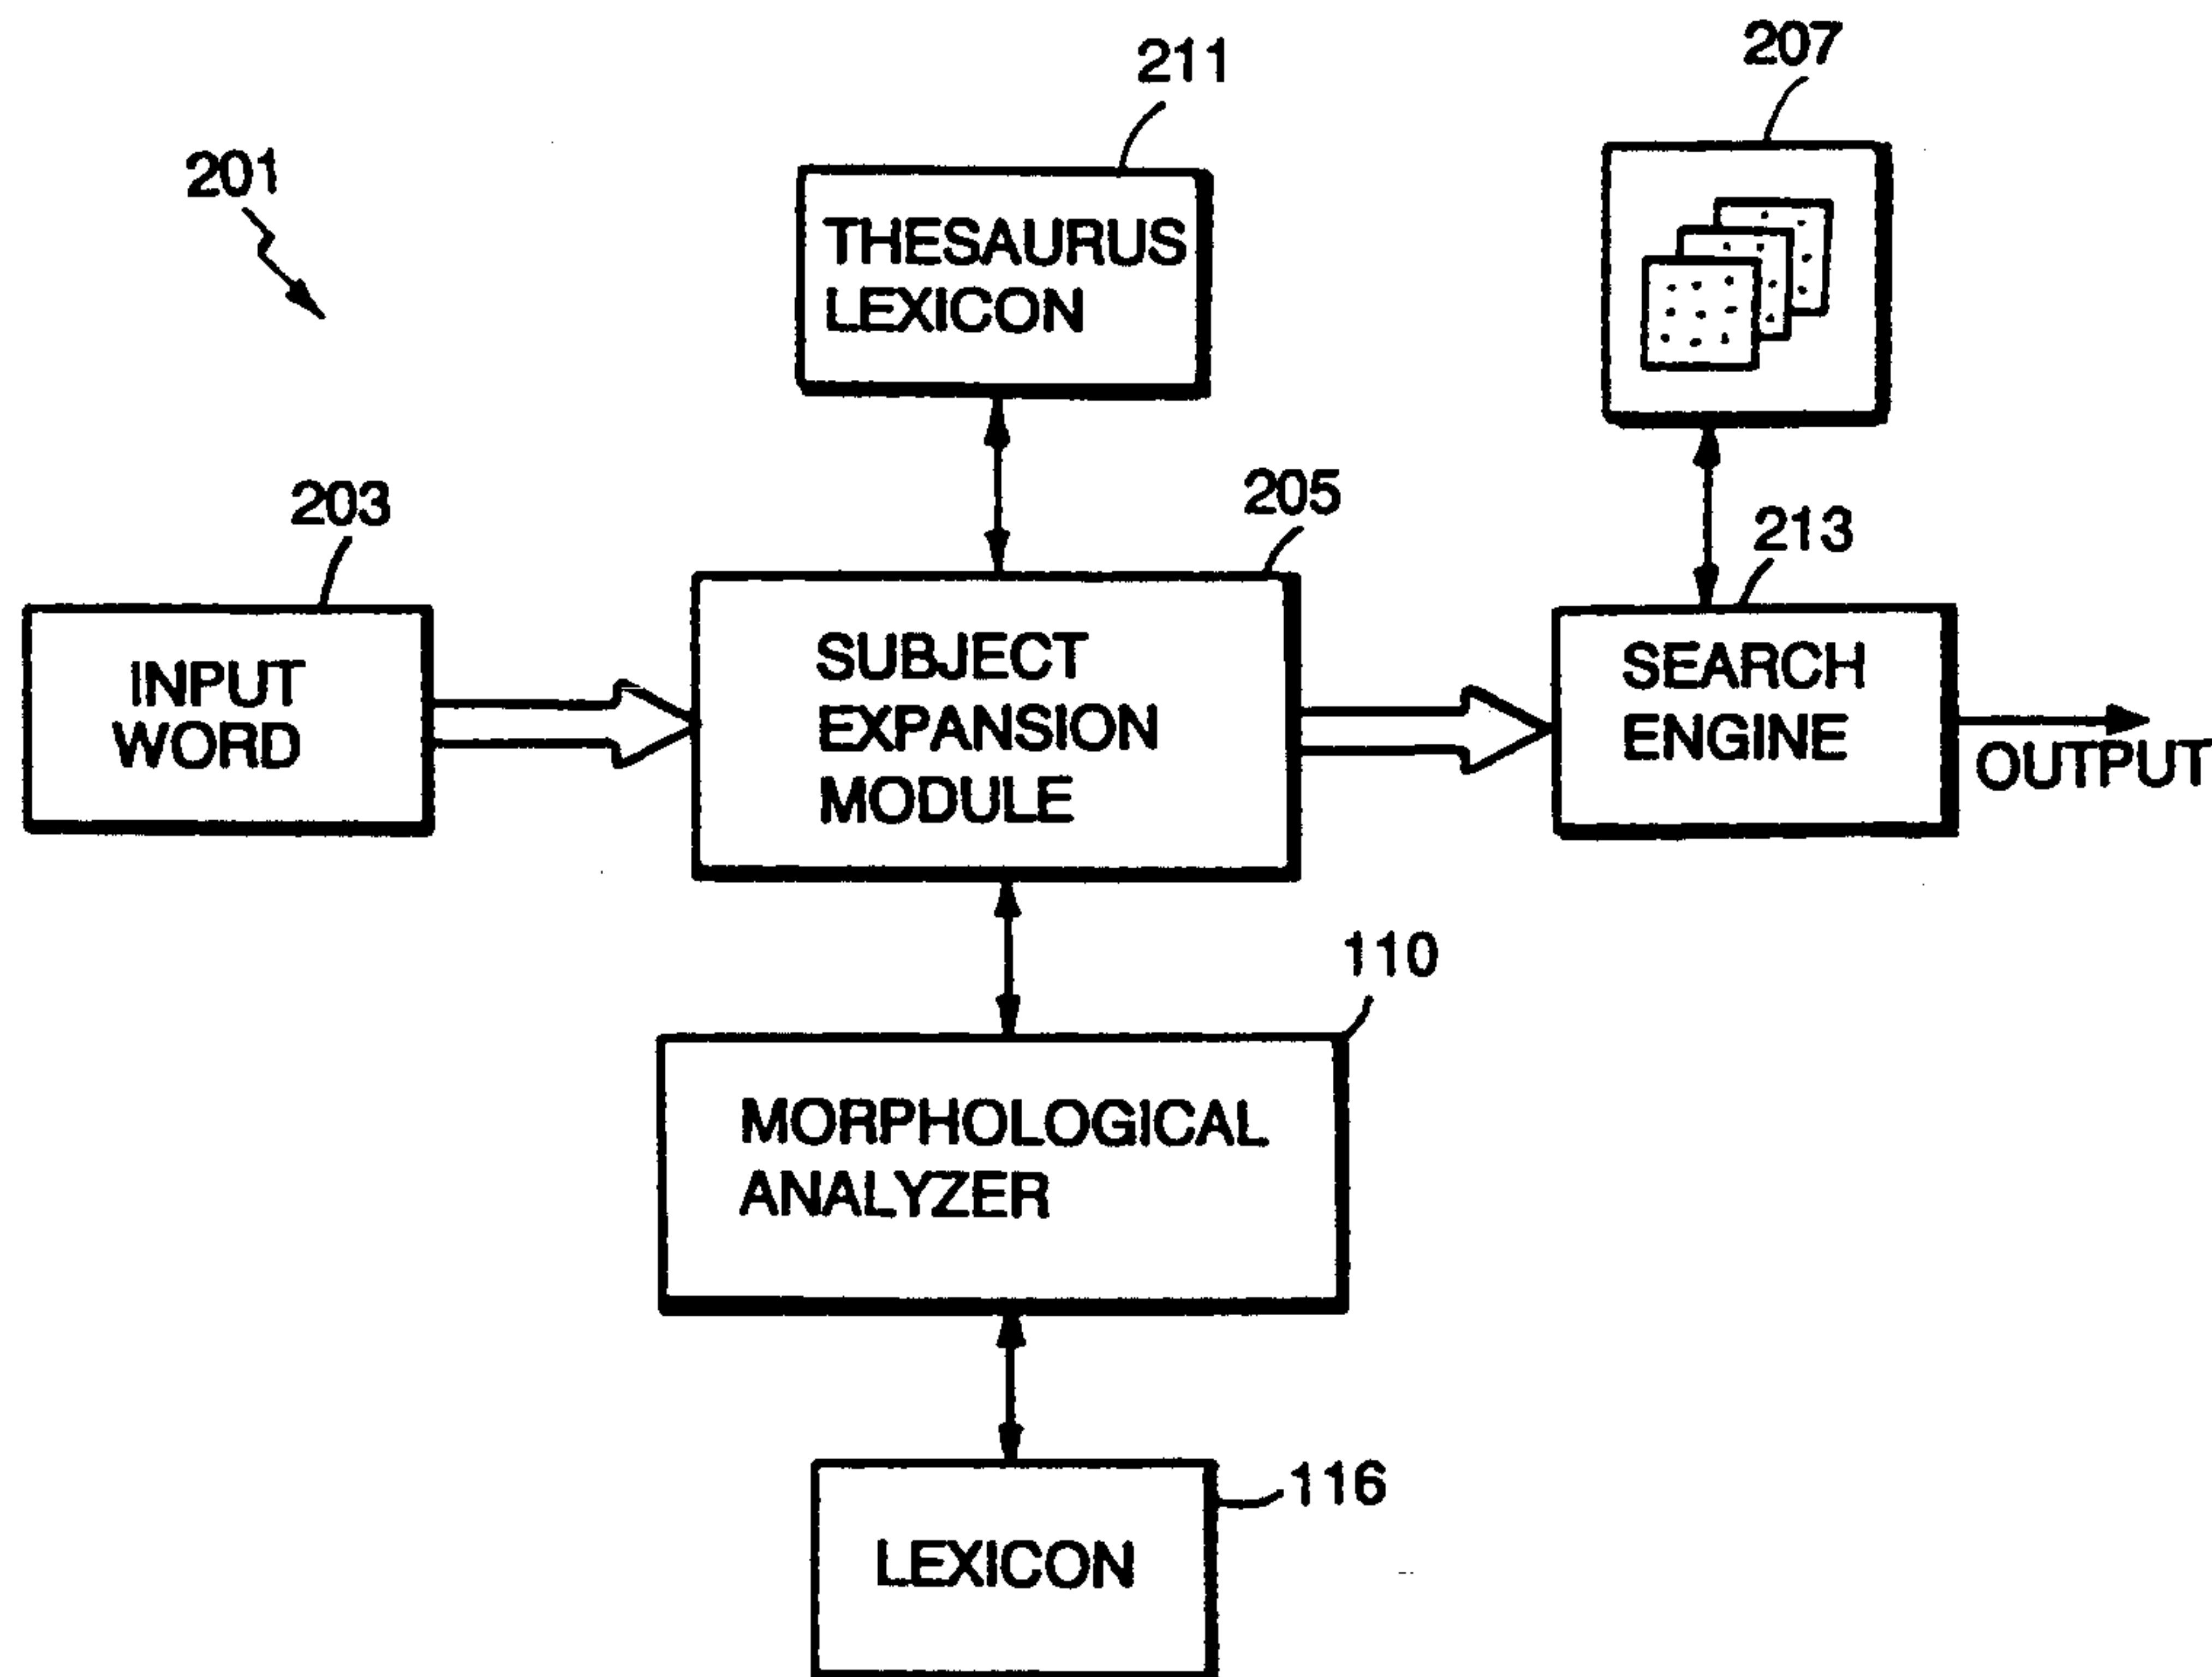 211
207
201
THESAURUS
LEXICON
203
205
213
INPUT
WORD
SUBJECT
EXPANSION
MODULE
SEARCH
ENGINE
OUTPUT
110
MORPHOLOGICAL
ANALYZER
116
LEXICON